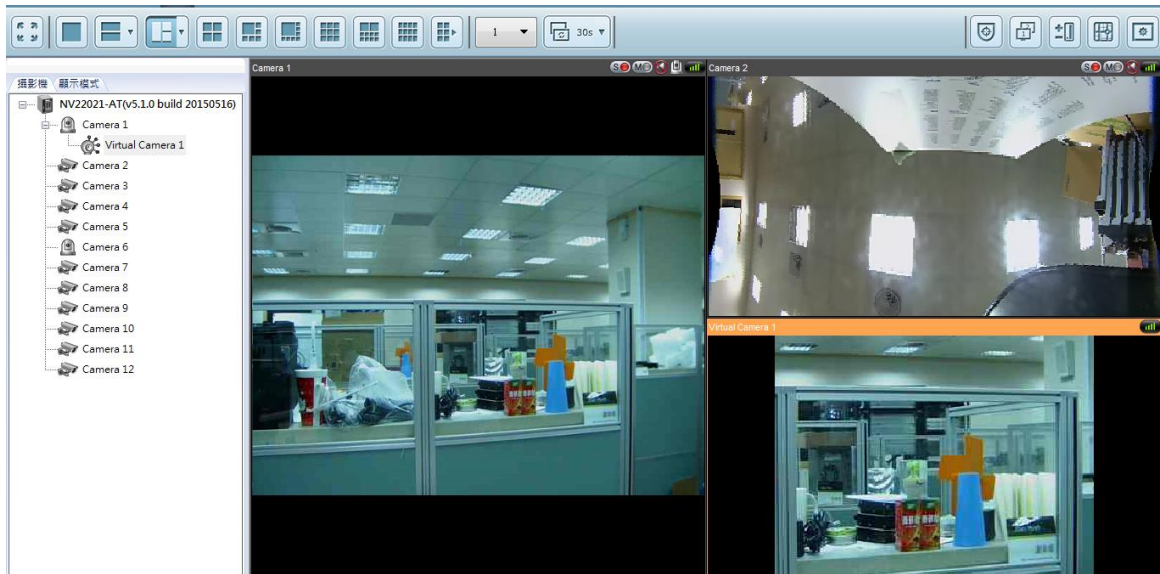 1
30s
攝影機
顯示模式
NV22021-AT(v5.1.0 build 20150516)
Camera 1
Virtual Camera 1
Camera 2
Camera 3
Camera 4
Camera 5
Camera 6
Camera 7
Camera 8
Camera 9
Camera 10
Camera 11
Camera 12
Camera 1
S
M
Camera 2
S
M
Virtual Camera 1